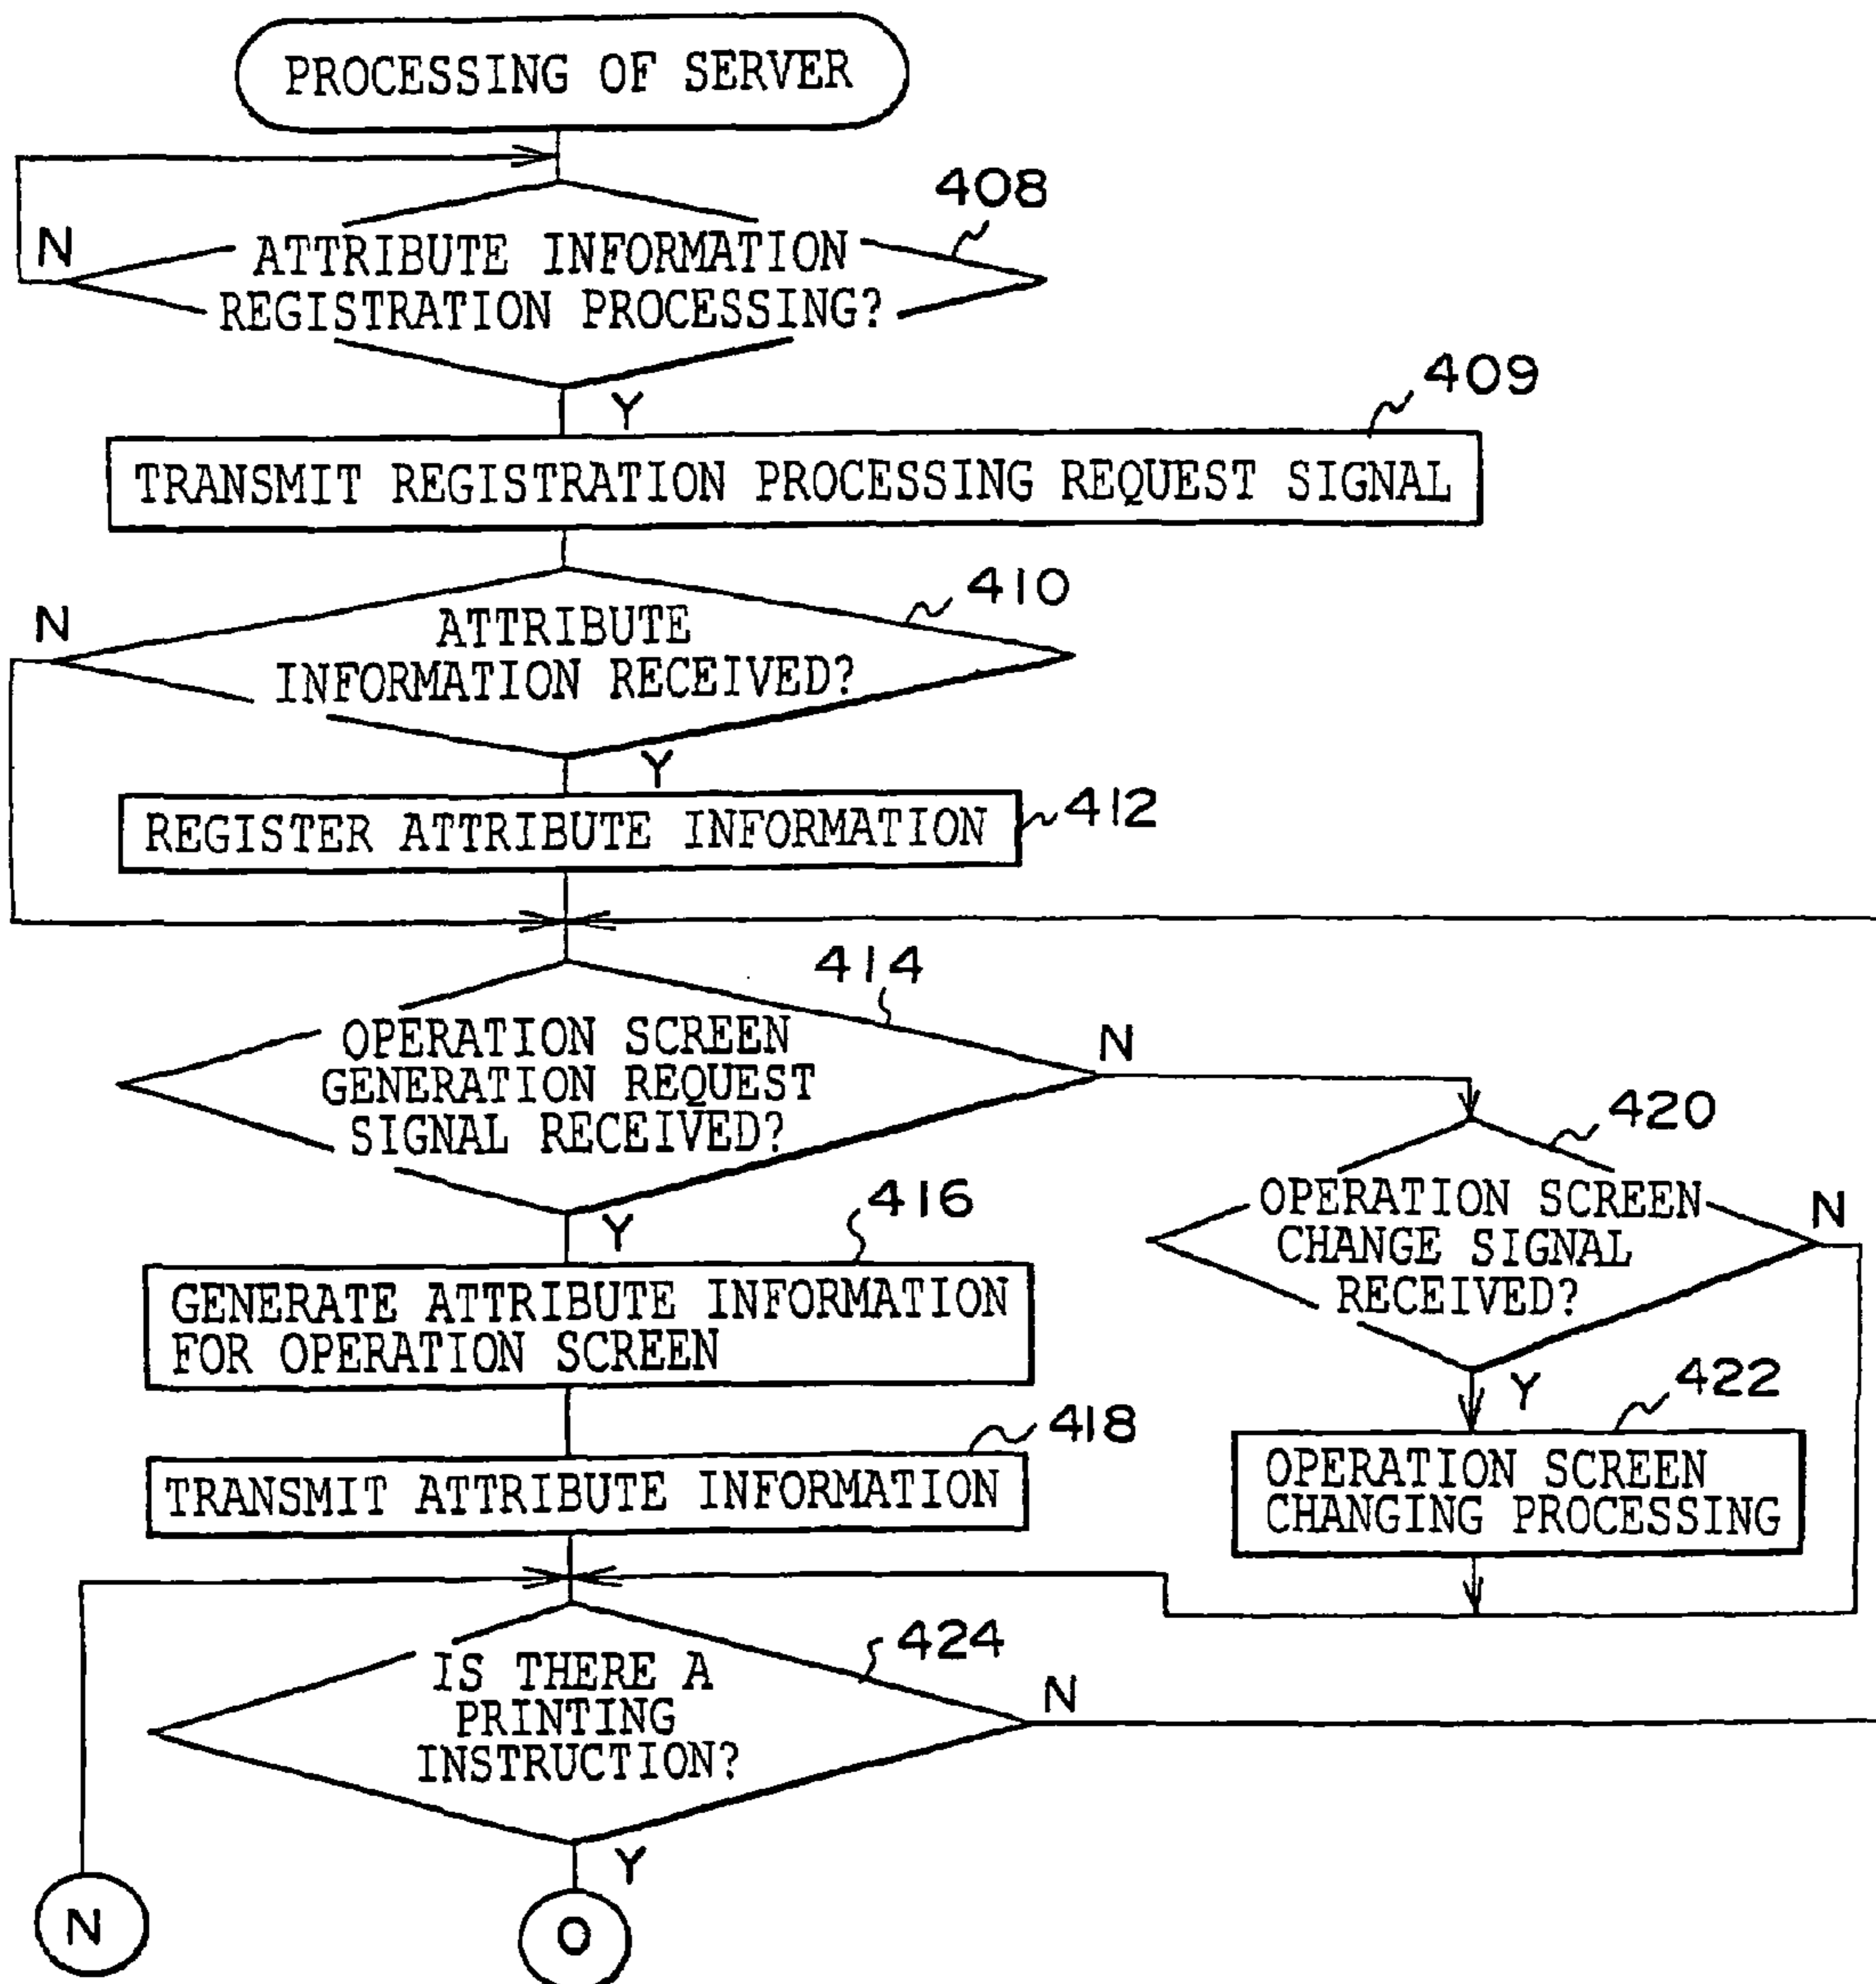 PROCESSING OF SERVER
408
N
ATTRIBUTE INFORMATION
REGISTRATION PROCESSING?
Y
409
TRANSMIT REGISTRATION PROCESSING REQUEST SIGNAL
410
N
ATTRIBUTE
INFORMATION RECEIVED?
Y
REGISTER ATTRIBUTE INFORMATION
412
414
OPERATION SCREEN
GENERATION REQUEST
SIGNAL RECEIVED?
N
Y
416
GENERATE ATTRIBUTE INFORMATION
FOR OPERATION SCREEN
418
TRANSMIT ATTRIBUTE INFORMATION
420
OPERATION SCREEN
CHANGE SIGNAL
RECEIVED?
N
Y
422
OPERATION SCREEN
CHANGING PROCESSING
424
IS THERE A
PRINTING
INSTRUCTION?
N
Y
N
O